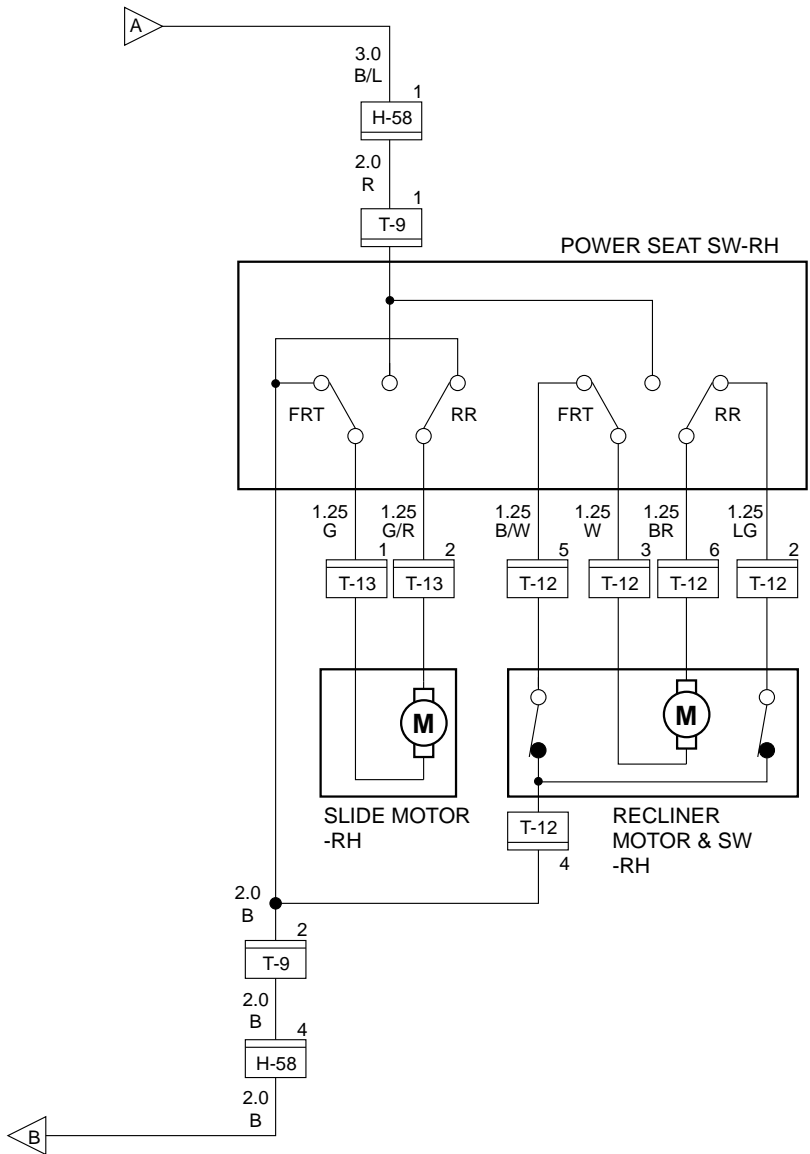 A
3.0
B/L
1
H-58
2.0
R
1
T-9
POWER SEAT SW-RH
FRT
RR
FRT
RR
1.25
G
1.25
G/R
1.25
B/W
1.25
W
1.25
BR
1.25
LG
1
2
5
3
6
2
T-13
T-13
T-12
T-12
T-12
T-12
M
M
SLIDE MOTOR
-RH
T-12
4
RECLINER
MOTOR & SW
-RH
2.0
B
2
T-9
2.0
B
4
H-58
2.0
B
B